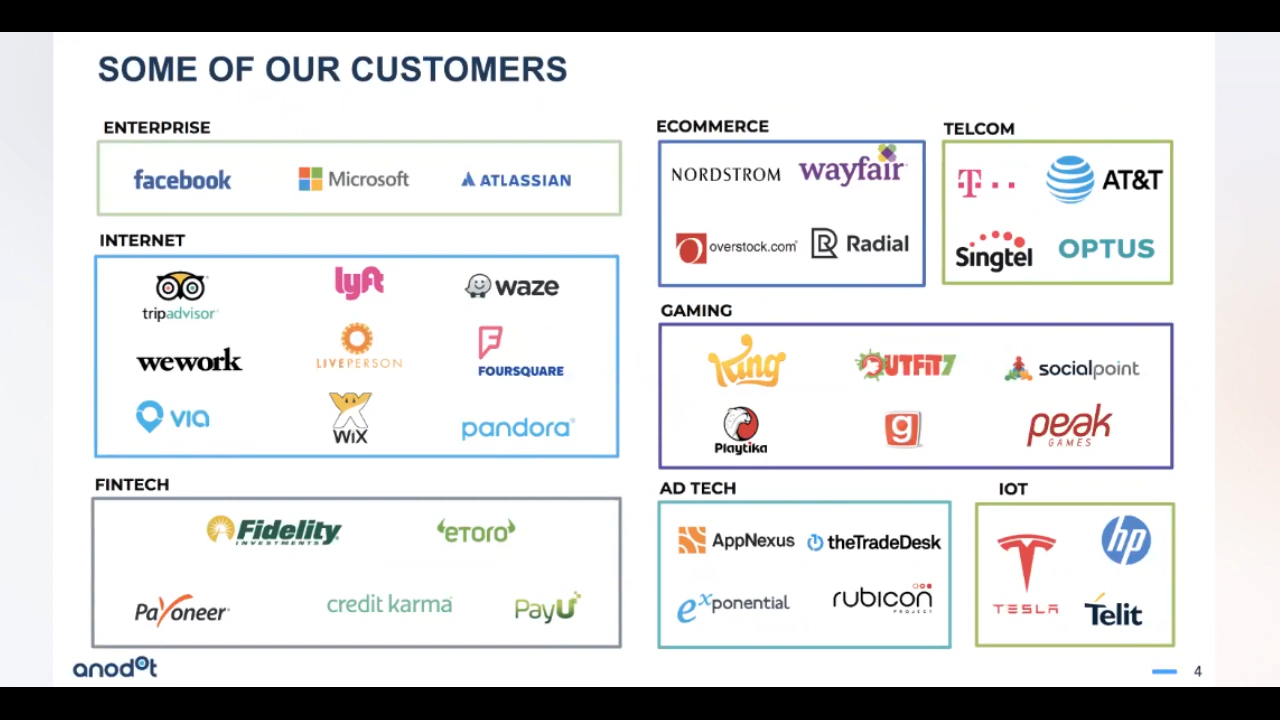 SOME OF OUR CUSTOMERS
ENTERPRISE
facebook
Microsoft
ATLASSIAN
INTERNET
tripadvisor
lyft
waze
wework
LIVEPERSON
FOURSQUARE
via
WiX
pandora
FINTECH
Fidelity
INVESTMENTS
eToro
Payoneer
credit karma
PayU
ECOMMERCE
NORDSTROM
wayfair
overstock.com
R Radial
TELCOM
T
AT&T
Singtel
OPTUS
GAMING
King
OUTFIT7
socialpoint
Playtika
g
peak
GAMES
AD TECH
AppNexus
theTradeDesk
exponential
rubicon
PROJECT
IOT
TESLA
hp
Telit
anodot
4